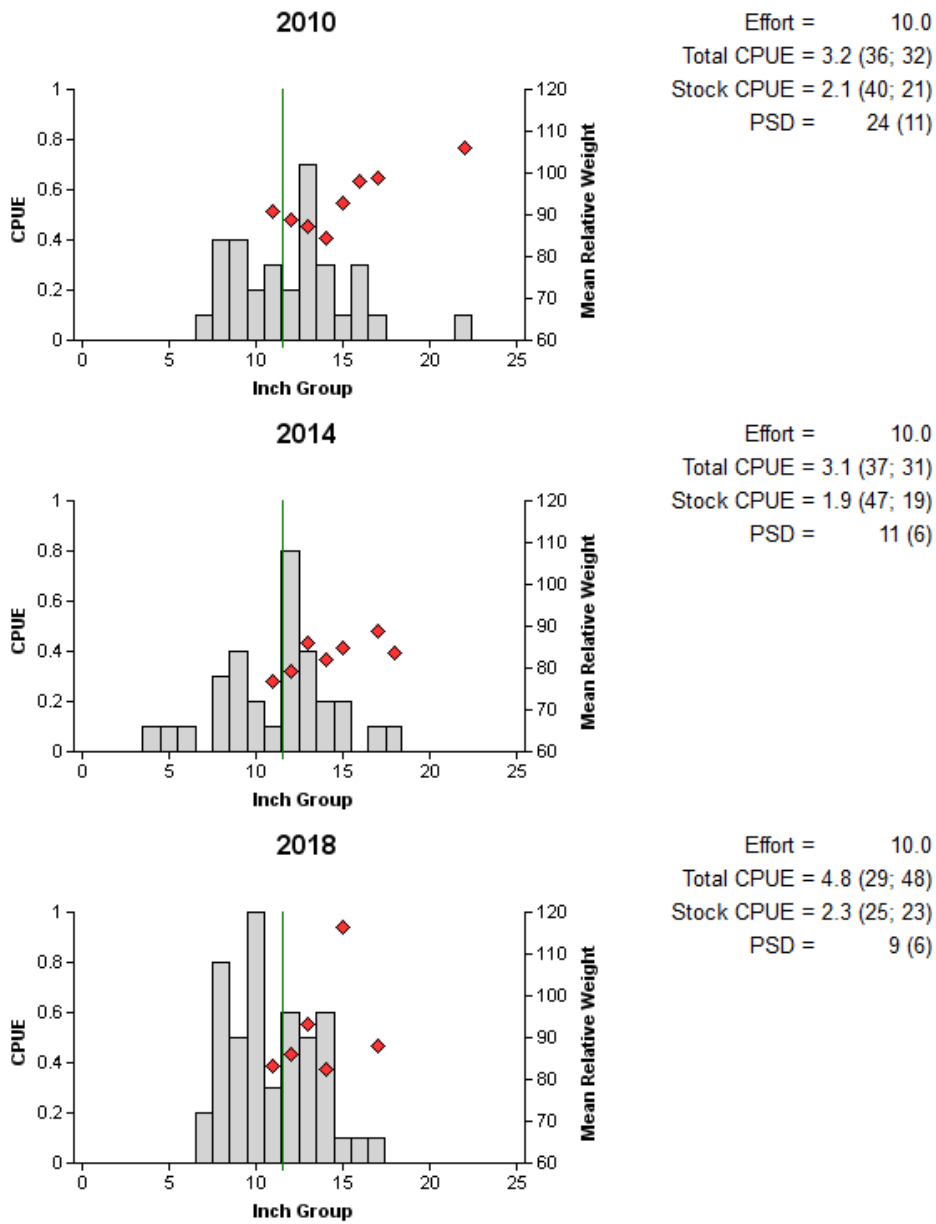 2010
Effort = 10.0
Total CPUE = 3.2 (36; 32)
Stock CPUE = 2.1 (40; 21)
PSD = 24 (11)
1
0.8
0.6
0.4
0.2
0
CPUE
120
110
100
90
80
70
60
Mean Relative Weight
0 5 10 15 20 25
Inch Group
2014
Effort = 10.0
Total CPUE = 3.1 (37; 31)
Stock CPUE = 1.9 (47; 19)
PSD = 11 (6)
1
0.8
0.6
0.4
0.2
0
CPUE
120
110
100
90
80
70
60
Mean Relative Weight
0 5 10 15 20 25
Inch Group
2018
Effort = 10.0
Total CPUE = 4.8 (29; 48)
Stock CPUE = 2.3 (25; 23)
PSD = 9 (6)
1
0.8
0.6
0.4
0.2
0
CPUE
120
110
100
90
80
70
60
Mean Relative Weight
0 5 10 15 20 25
Inch Group